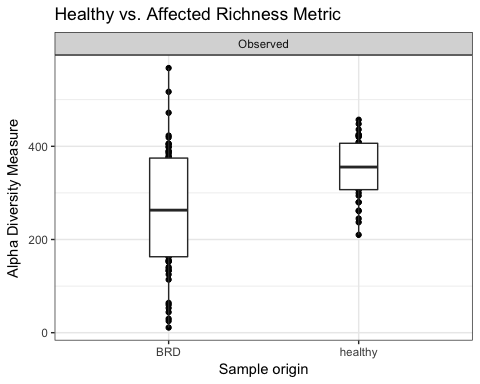 Healthy vs. Affected Richness Metric
Observed
Alpha Diversity Measure
400
200
0
BRD
healthy
Sample origin